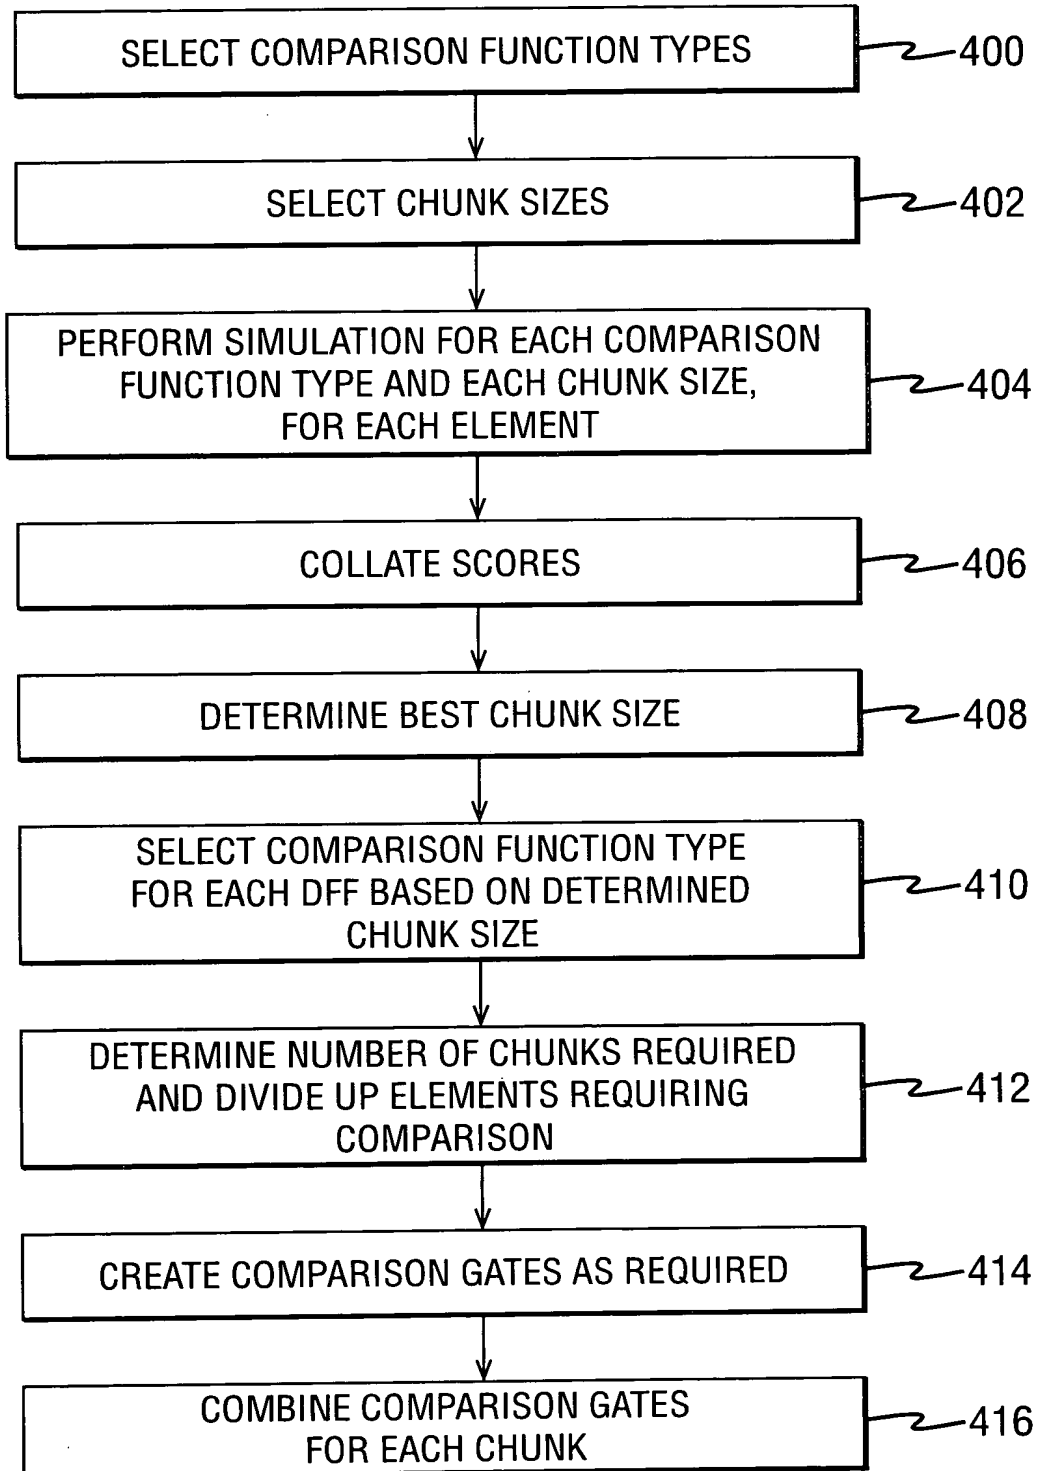 SELECT COMPARISON FUNCTION TYPES
400
SELECT CHUNK SIZES
402
PERFORM SIMULATION FOR EACH COMPARISON
FUNCTION TYPE AND EACH CHUNK SIZE,
FOR EACH ELEMENT
404
COLLATE SCORES
406
DETERMINE BEST CHUNK SIZE
408
SELECT COMPARISON FUNCTION TYPE
FOR EACH DFF BASED ON DETERMINED
CHUNK SIZE
410
DETERMINE NUMBER OF CHUNKS REQUIRED
AND DIVIDE UP ELEMENTS REQUIRING
COMPARISON
412
CREATE COMPARISON GATES AS REQUIRED
414
COMBINE COMPARISON GATES
FOR EACH CHUNK
416